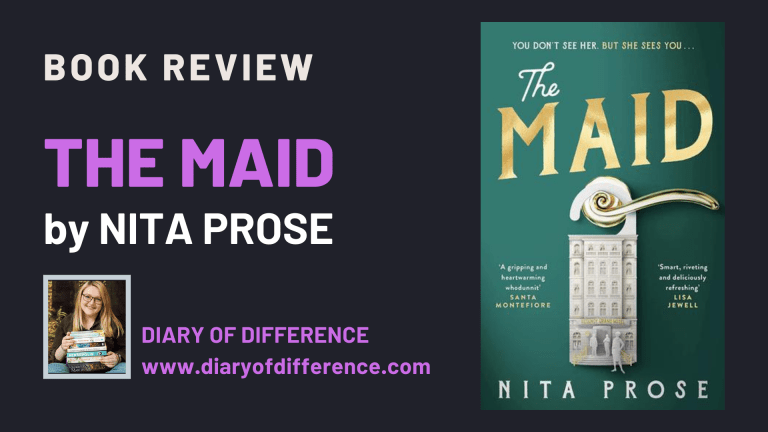 BOOK REVIEW
THE MAID
by NITA PROSE
DIARY OF DIFFERENCE
www.diaryofdifference.com
YOU DON'T SEE HER. BUT SHE SEES YOU...
The
MAID
'A gripping and
heartwarming
whodunnit'
SANTA
MONTEFIORE
'Smart, riveting
and deliciously
refreshing'
LISA
JEWELL
NITA PROSE